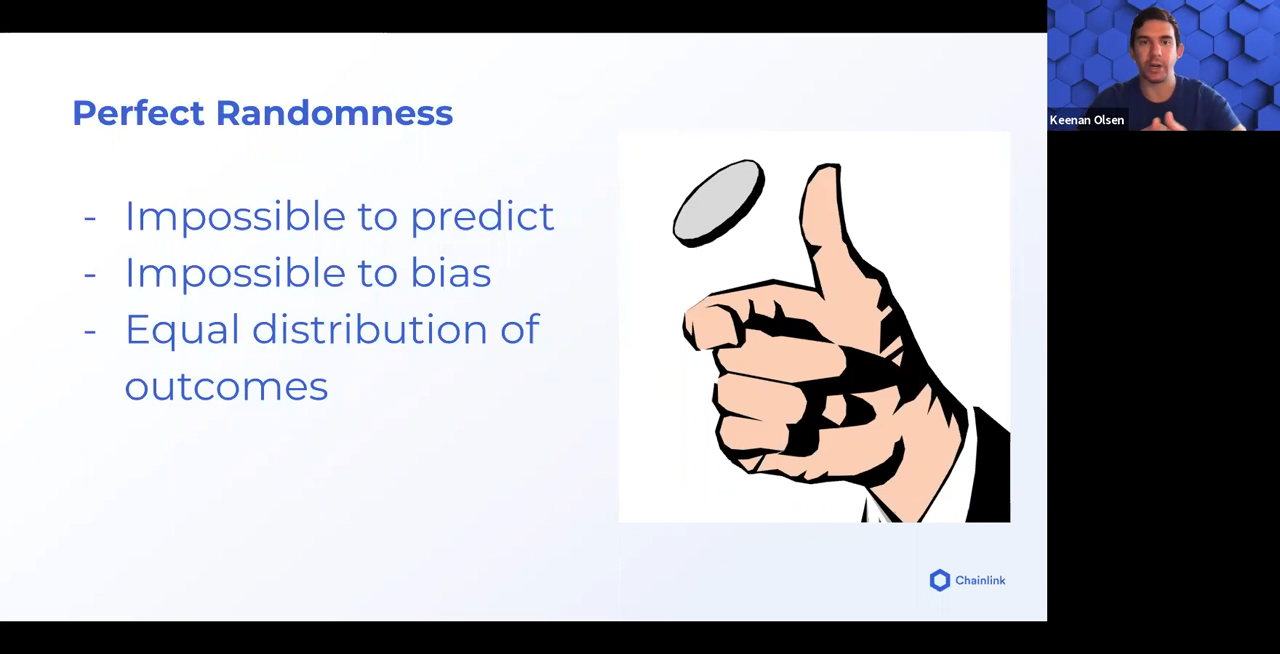 Perfect Randomness
- Impossible to predict
- Impossible to bias
- Equal distribution of
outcomes
Chainlink
Keenan Olsen